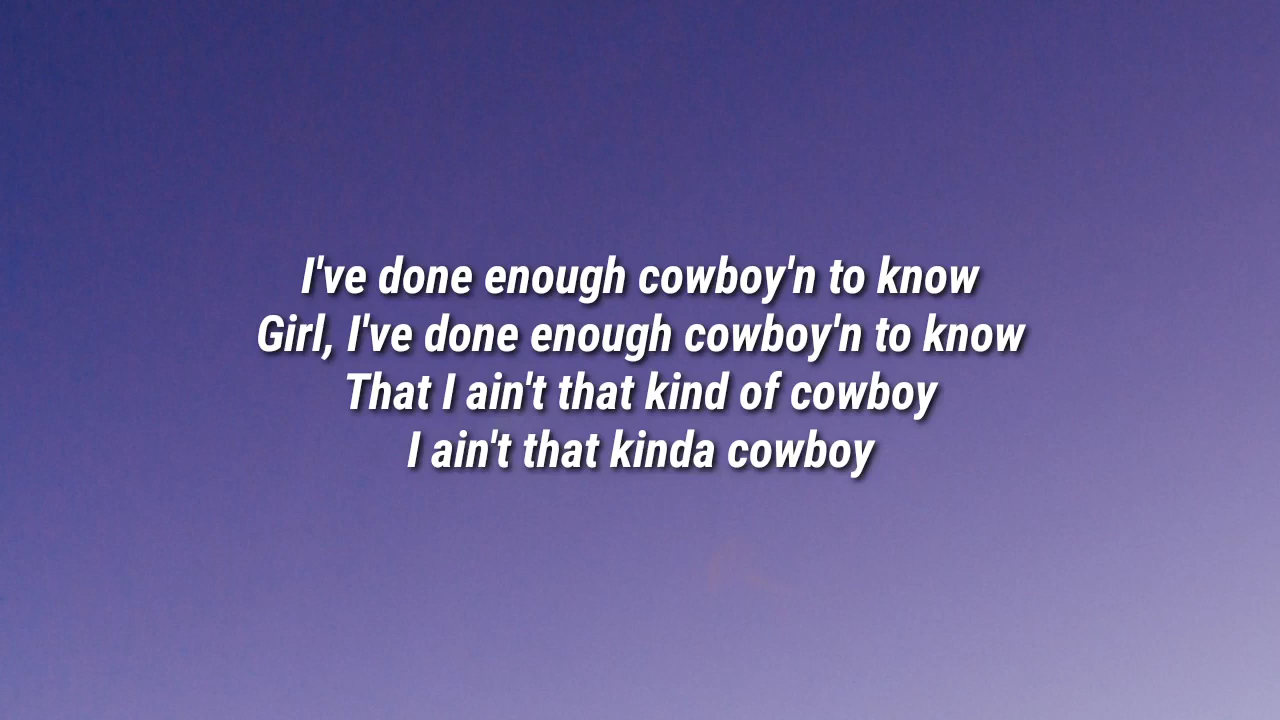 I've done enough cowboy'n to know
Girl, I've done enough cowboy'n to know
That I ain't that kind of cowboy
I ain't that kinda cowboy